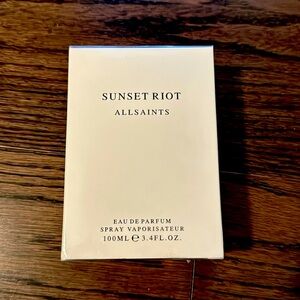 SUNSET RIOT
ALLSAINTS
EAU DE PARFUM
SPRAY VAPORISATEUR
100ML ℮ 3.4FL.OZ.